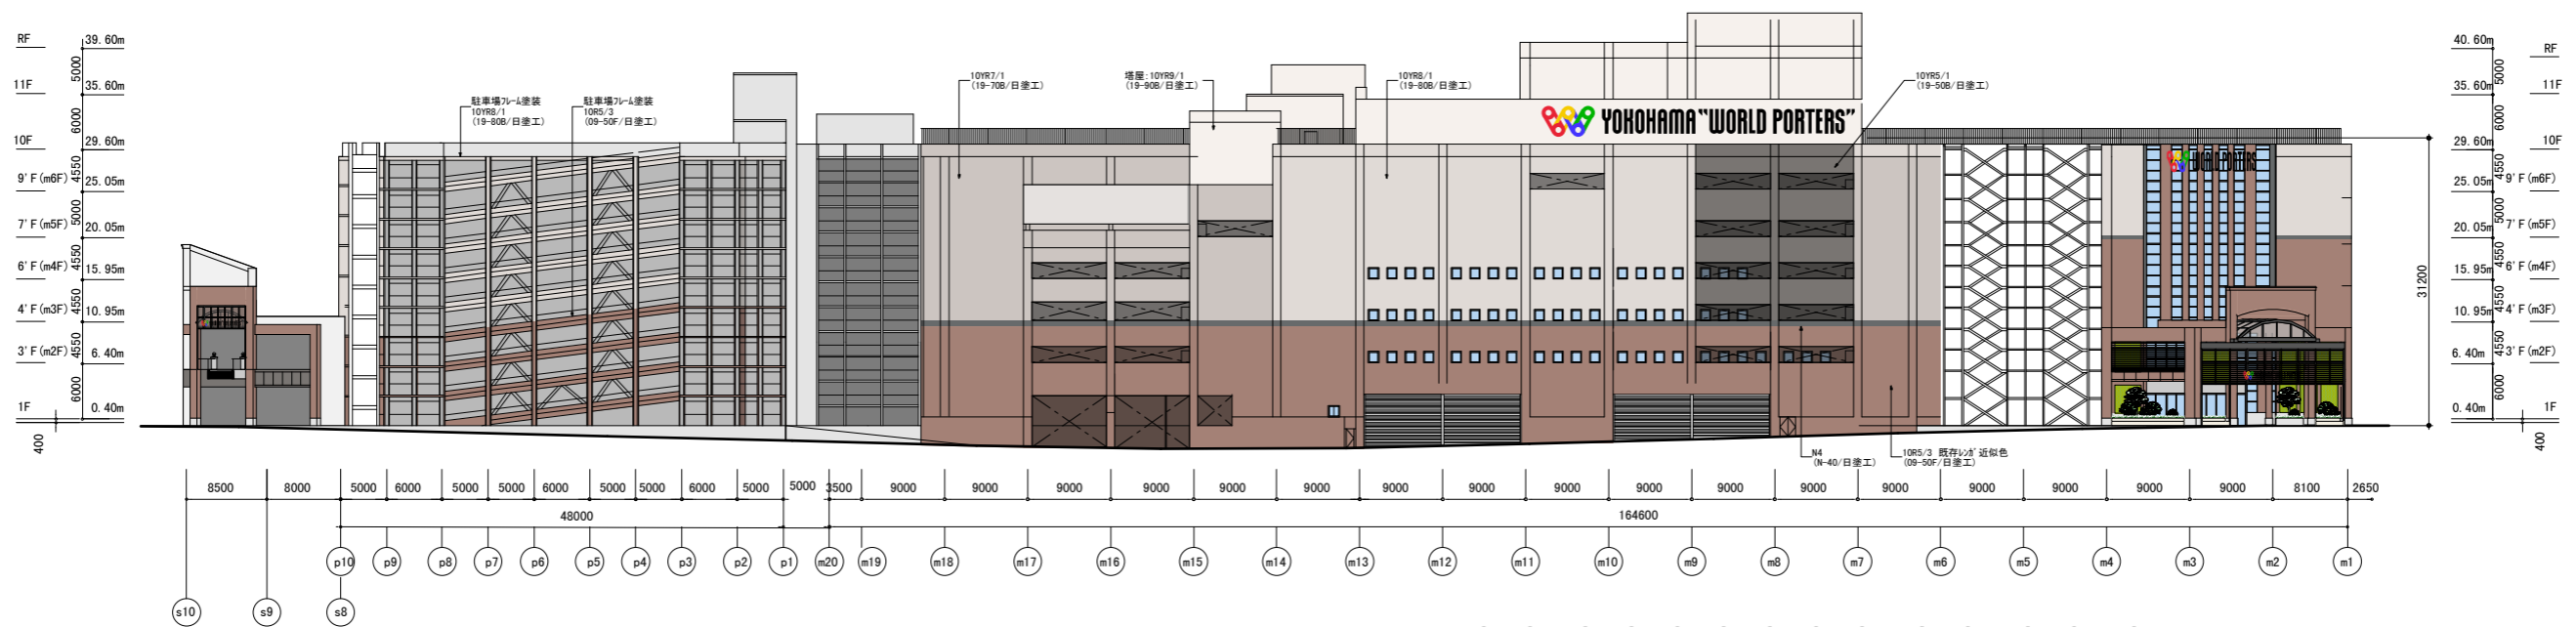 RF
39.60m
5000
11F
35.60m
6000
10F
29.60m
4550
9'F(m6F)
25.05m
5000
7'F(m5F)
20.05m
4550
6'F(m4F)
15.95m
4550
4'F(m3F)
10.95m
4550
3'F(m2F)
6.40m
6000
1F
0.40m
400
駐車場フレーム塗装
10YR8/1
(19-80B/日塗工)
駐車場フレーム塗装
10R5/3
(09-50F/日塗工)
10YR7/1
(19-70B/日塗工)
塔屋:10YR9/1
(19-90B/日塗工)
10YR8/1
(19-80B/日塗工)
10YR5/1
(19-50B/日塗工)
YOKOHAMA "WORLD PORTERS"
WORLD PORTERS
N4
(N-40/日塗工)
10R5/3 既存レンガ近似色
(09-50F/日塗工)
31200
40.60m
RF
5000
35.60m
11F
6000
29.60m
10F
4550
25.05m
9'F(m6F)
5000
20.05m
7'F(m5F)
4550
15.95m
6'F(m4F)
4550
10.95m
4'F(m3F)
4550
6.40m
3'F(m2F)
6000
0.40m
1F
400
8500 8000 5000 6000 5000 5000 6000 5000 5000 6000 5000 5000 3500 9000 9000 9000 9000 9000 9000 9000 9000 9000 9000 9000 9000 9000 9000 9000 9000 9000 8100 2650
48000 164600
p10 p9 p8 p7 p6 p5 p4 p3 p2 p1 m20 m19 m18 m17 m16 m15 m14 m13 m12 m11 m10 m9 m8 m7 m6 m5 m4 m3 m2 m1
s10 s9 s8